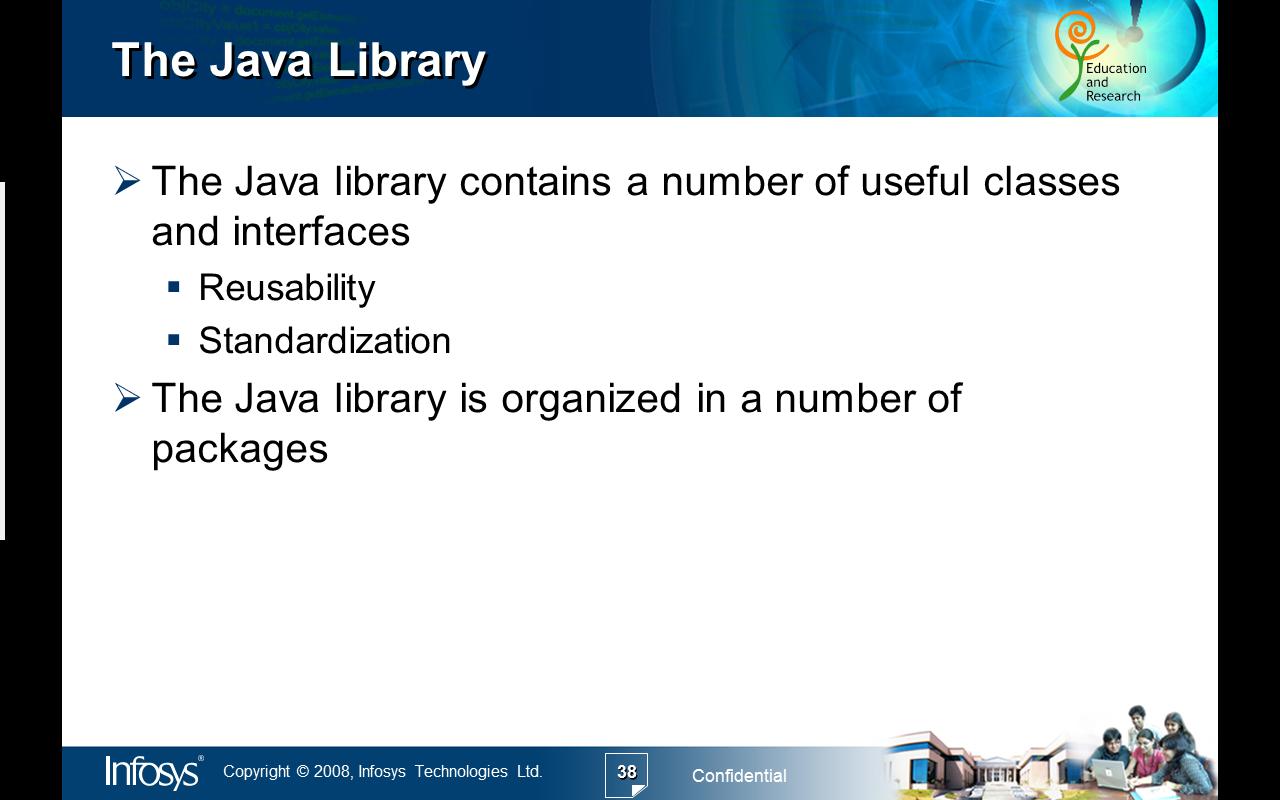 The Java Library
Education
and
Research
The Java library contains a number of useful classes
and interfaces
Reusability
Standardization
The Java library is organized in a number of
packages
Infosys®
Copyright © 2008, Infosys Technologies Ltd.
38
Confidential